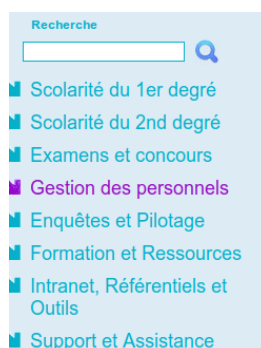 Recherche
Scolarité du 1er degré
Scolarité du 2nd degré
Examens et concours
Gestion des personnels
Enquêtes et Pilotage
Formation et Ressources
Intranet, Référentiels et
Outils
Support et Assistance